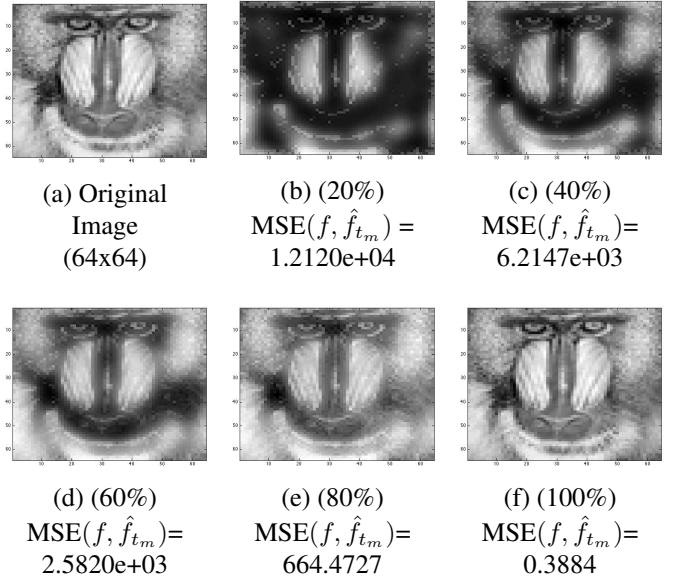 (a) Original
Image
(64x64)
(b) (20%)
MSE(f, f̂_{t_m}) =
1.2120e+04
(c) (40%)
MSE(f, f̂_{t_m})=
6.2147e+03
(d) (60%)
MSE(f, f̂_{t_m})=
2.5820e+03
(e) (80%)
MSE(f, f̂_{t_m})=
664.4727
(f) (100%)
MSE(f, f̂_{t_m})=
0.3884